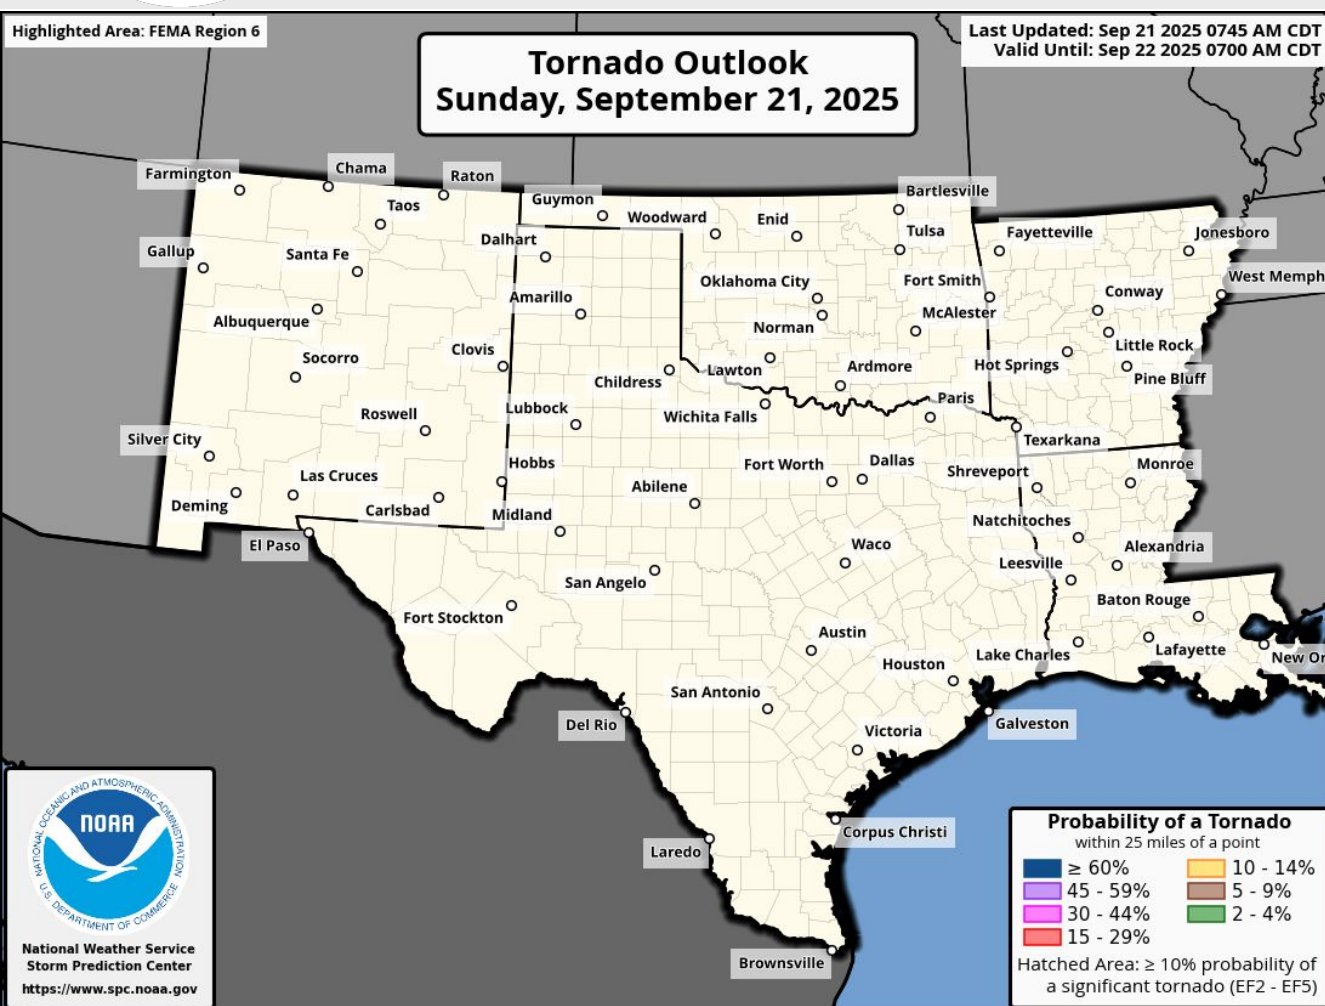 Highlighted Area: FEMA Region 6
Last Updated: Sep 21 2025 0745 AM CDT
Valid Until: Sep 22 2025 0700 AM CDT
Tornado Outlook
Sunday, September 21, 2025
Farmington
Chama
Raton
Taos
Guymon
Woodward
Enid
Bartlesville
Tulsa
Fayetteville
Jonesboro
Gallup
Santa Fe
Dalhart
Oklahoma City
Fort Smith
West Memph
Amarillo
Conway
Albuquerque
Norman
McAlester
Little Rock
Socorro
Clovis
Childress
Lawton
Ardmore
Hot Springs
Pine Bluff
Roswell
Lubbock
Wichita Falls
Paris
Silver City
Texarkana
Las Cruces
Hobbs
Fort Worth
Dallas
Shreveport
Monroe
Deming
Carlsbad
Abilene
Midland
Natchitoches
El Paso
Waco
Alexandria
San Angelo
Leesville
Fort Stockton
Baton Rouge
Austin
Lake Charles
Lafayette
New Or
Houston
San Antonio
Del Rio
Galveston
Victoria
Corpus Christi
Laredo
Brownsville
NATIONAL OCEANIC AND ATMOSPHERIC ADMINISTRATION
NOAA
U.S. DEPARTMENT OF COMMERCE
National Weather Service
Storm Prediction Center
https://www.spc.noaa.gov
Probability of a Tornado
within 25 miles of a point
≥ 60%
45 - 59%
30 - 44%
15 - 29%
10 - 14%
5 - 9%
2 - 4%
Hatched Area: ≥ 10% probability of
a significant tornado (EF2 - EF5)